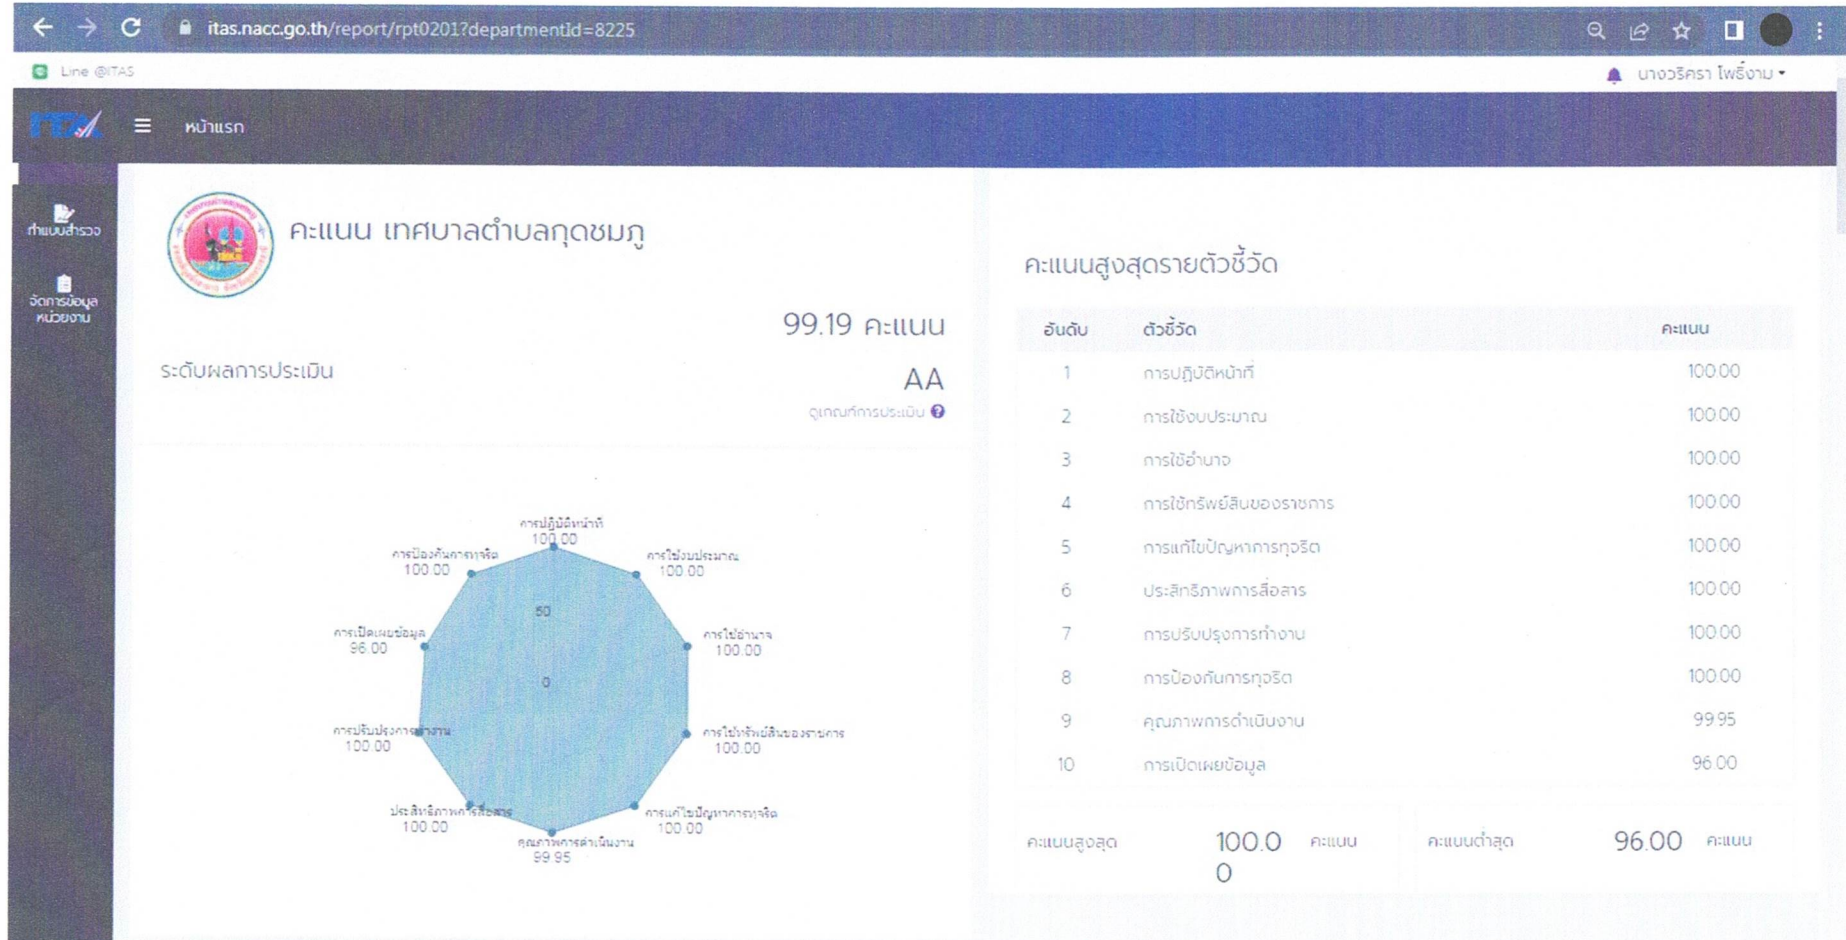 itas.nacc.go.th/report/rpt0201?departmentId=8225
Line @ITAS
นางวริศรา โพธิ์งาม
ITA
หน้าแรก
ทำแบบสำรวจ
จัดการข้อมูล
หน่วยงาน
คะแนน เทศบาลตำบลกุดชมภู
99.19 คะแนน
ระดับผลการประเมิน
AA
ดูเกณฑ์การประเมิน
การปฏิบัติหน้าที่
100.00
การใช้งบประมาณ
100.00
การใช้อำนาจ
100.00
การใช้ทรัพย์สินของราชการ
100.00
การแก้ไขปัญหาการทุจริต
100.00
คุณภาพการดำเนินงาน
99.95
ประสิทธิภาพการสื่อสาร
100.00
การปรับปรุงการทำงาน
100.00
การเปิดเผยข้อมูล
96.00
การป้องกันการทุจริต
100.00
50
0
คะแนนสูงสุดรายตัวชี้วัด
อันดับ ตัวชี้วัด คะแนน
1 การปฏิบัติหน้าที่ 100.00
2 การใช้งบประมาณ 100.00
3 การใช้อำนาจ 100.00
4 การใช้ทรัพย์สินของราชการ 100.00
5 การแก้ไขปัญหาการทุจริต 100.00
6 ประสิทธิภาพการสื่อสาร 100.00
7 การปรับปรุงการทำงาน 100.00
8 การป้องกันการทุจริต 100.00
9 คุณภาพการดำเนินงาน 99.95
10 การเปิดเผยข้อมูล 96.00
คะแนนสูงสุด 100.0 คะแนน คะแนนต่ำสุด 96.00 คะแนน
0